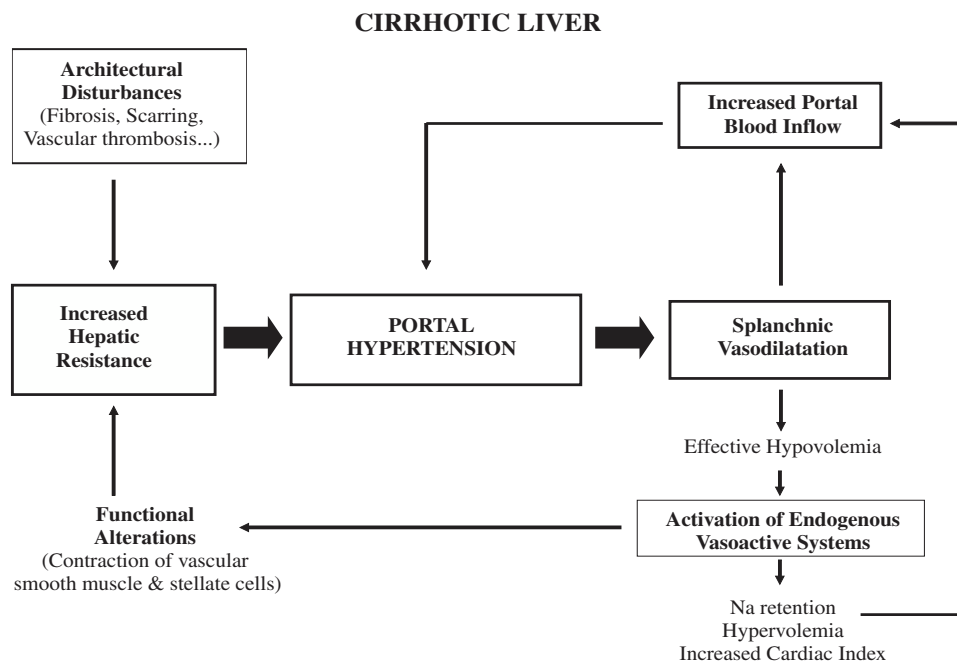 CIRRHOTIC LIVER
Architectural
Disturbances
(Fibrosis, Scarring,
Vascular thrombosis...)
Increased Portal
Blood Inflow
Increased
Hepatic
Resistance
PORTAL
HYPERTENSION
Splanchnic
Vasodilatation
Effective Hypovolemia
Functional
Alterations
(Contraction of vascular
smooth muscle & stellate cells)
Activation of Endogenous
Vasoactive Systems
Na retention
Hypervolemia
Increased Cardiac Index